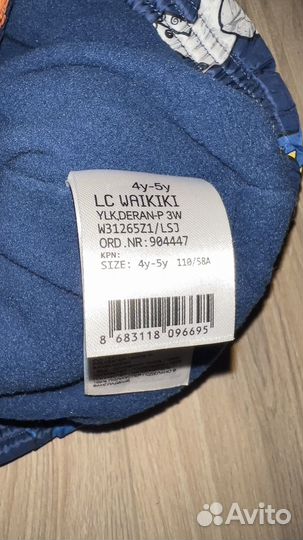 4y-5y
LC WAIKIKI
YLK,DERAN-P 3W
W31265Z1/LSJ
ORD.NR:904447
KPN:
SIZE: 4y-5y 110/58A
8 683118 096695
Avito